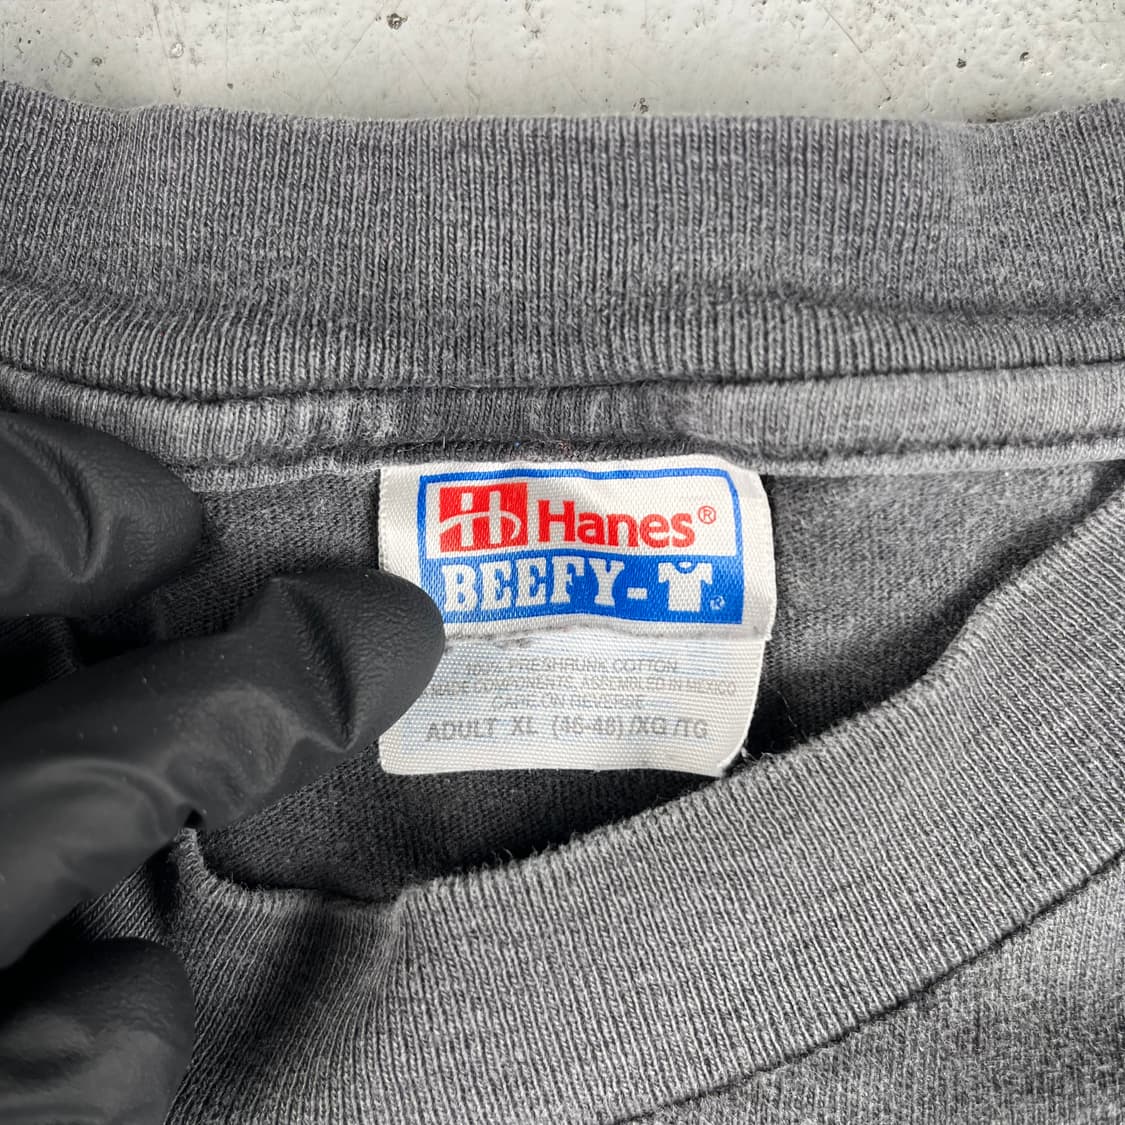 Hanes®
BEEFY-
100% PRESHRUNK COTTON
MADE COMPONENTS, ASSEMBLED IN MEXICO
CARE ON REVERSE
ADULT XL (46-48)/XG/TG